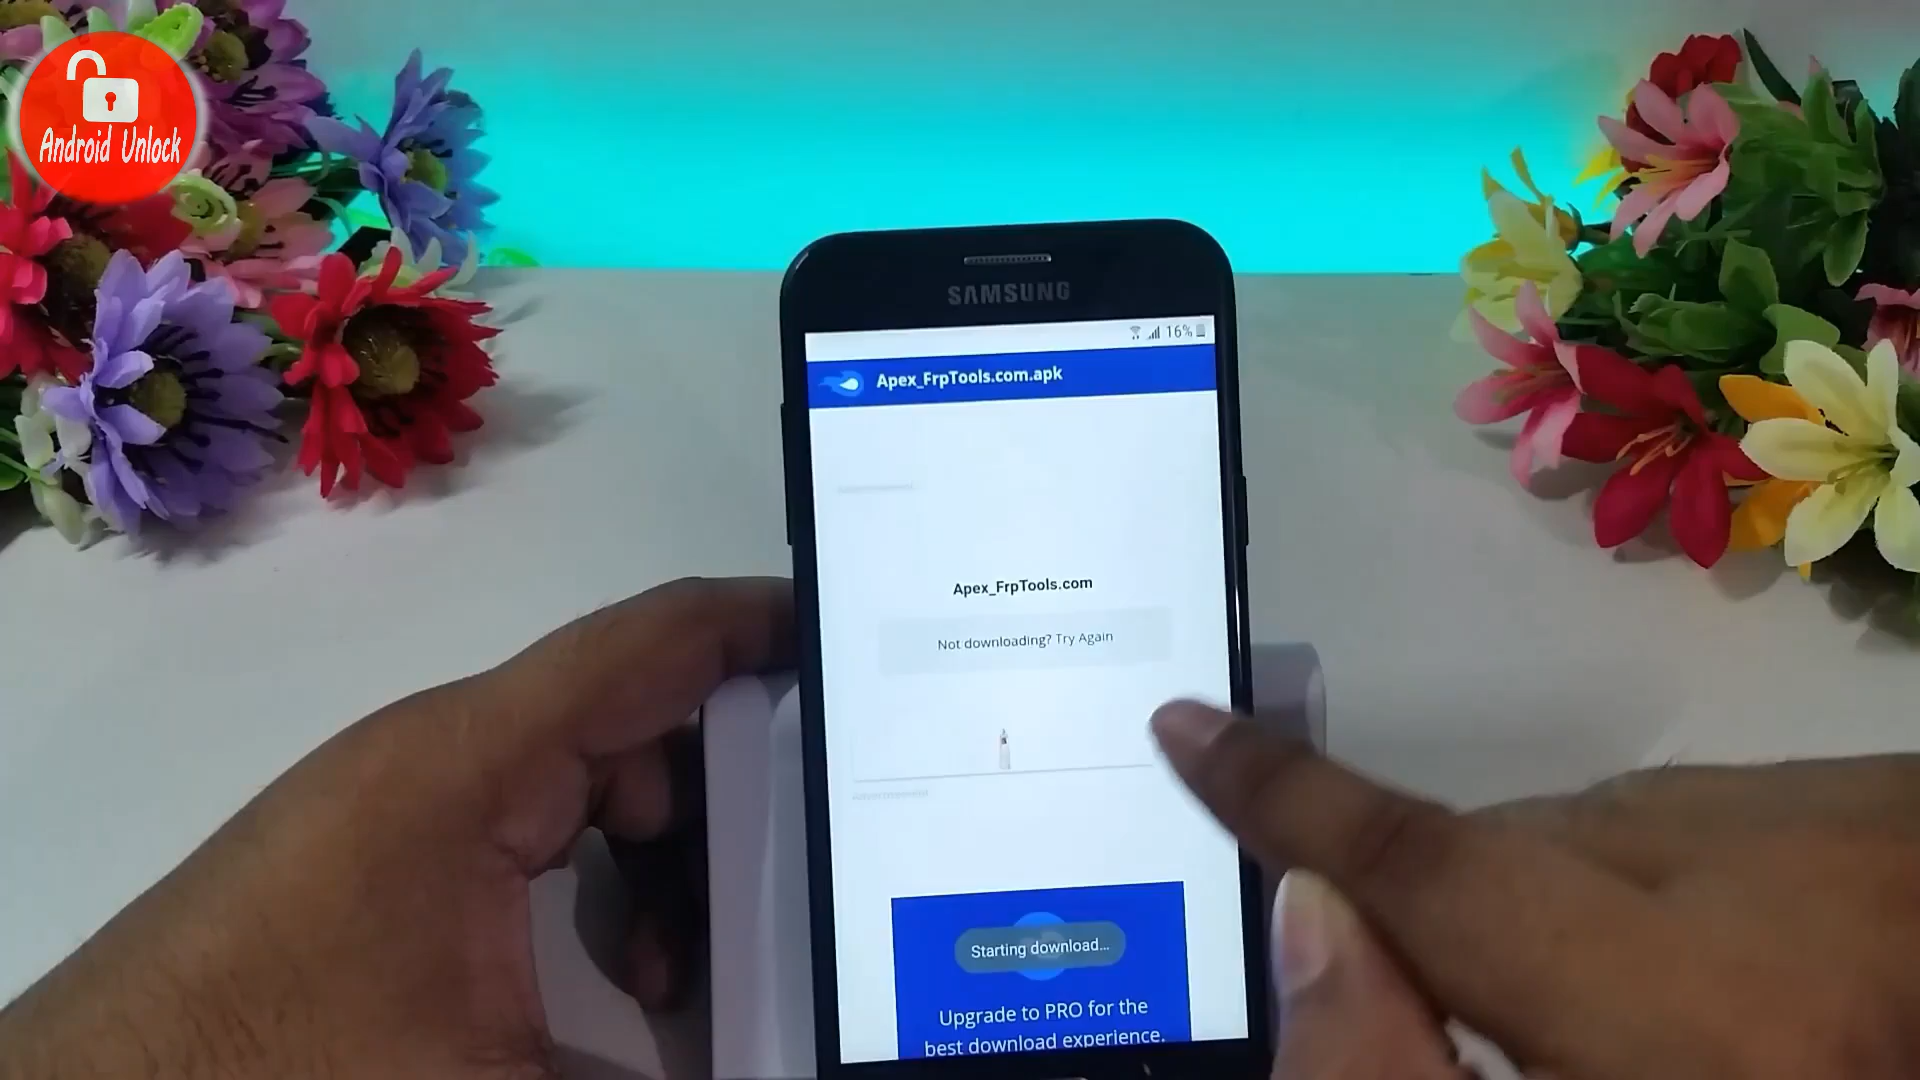 Android Unlock
SAMSUNG
16%
Apex_FrpTools.com.apk
Apex_FrpTools.com
Not downloading? Try Again
Starting download...
Upgrade to PRO for the
best download experience.